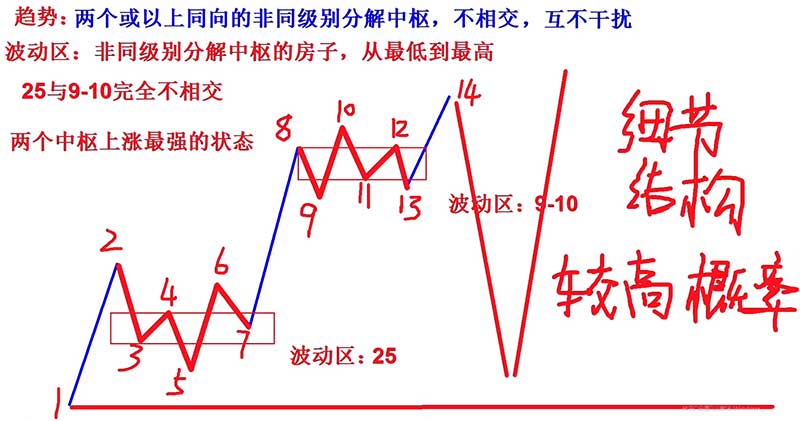 趋势：两个或以上同向的非同级别分解中枢，不相交，互不干扰
波动区：非同级别分解中枢的房子，从最低到最高
25与9-10完全不相交
两个中枢上涨最强的状态
10
8
12
14
9
11
13
波动区：9-10
细节
结构
较高概率
2
4
6
3
5
7
波动区：25
1